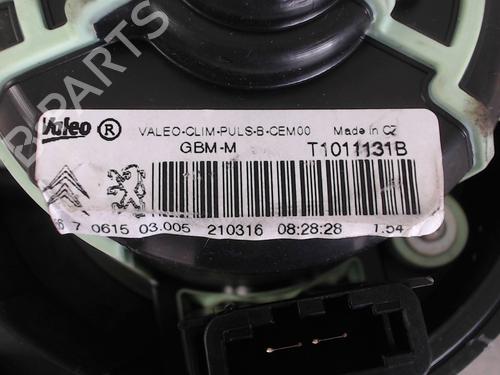 Valeo ® VALEO-CLIM-PULS-B-CEM00 Made in CZ
GBM-M T1011131B
7 0615 03.005 210316 08:28:28 1.54
B-PARTS